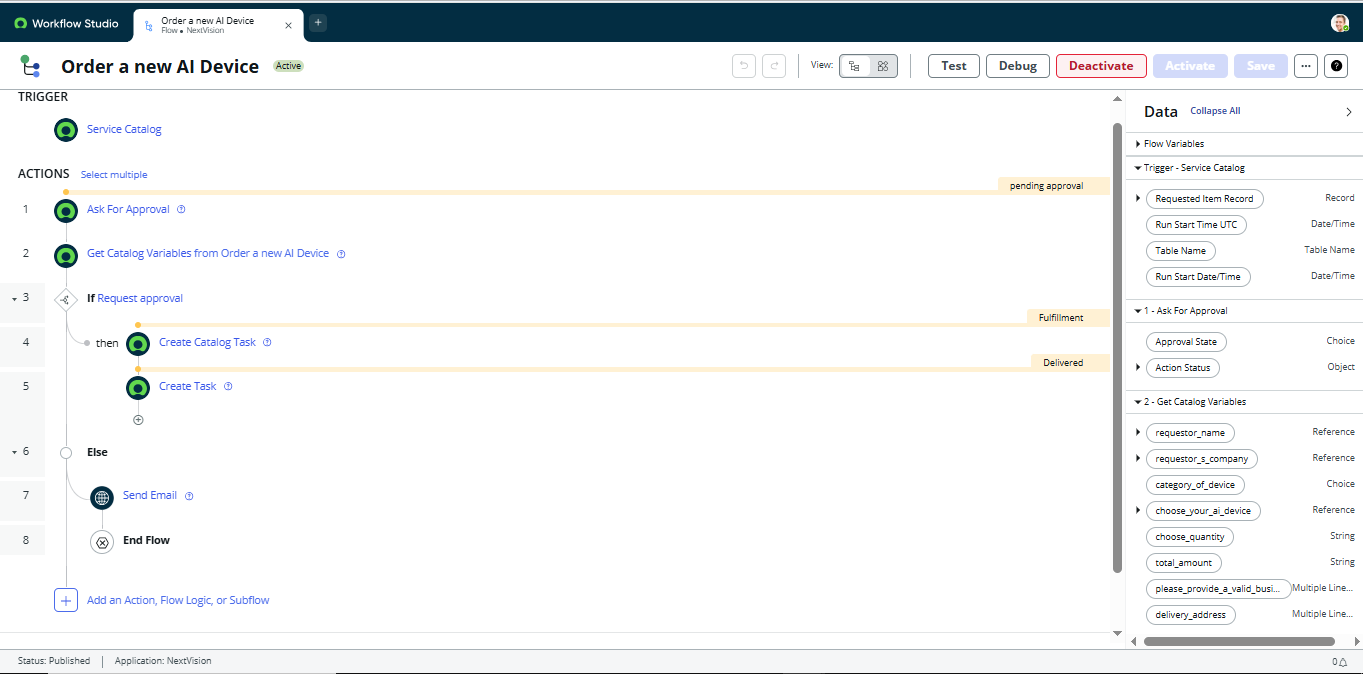 Workflow Studio
Order a new AI Device
Flow • NextVision
Order a new AI Device
Active
View:
Test
Debug
Deactivate
Activate
Save
TRIGGER
Service Catalog
ACTIONS
Select multiple
pending approval
1
Ask For Approval
2
Get Catalog Variables from Order a new AI Device
3
If Request approval
Fulfillment
4
then
Create Catalog Task
Delivered
5
Create Task
6
Else
7
Send Email
8
End Flow
Add an Action, Flow Logic, or Subflow
Data
Collapse All
Flow Variables
Trigger - Service Catalog
Requested Item Record Record
Run Start Time UTC Date/Time
Table Name Table Name
Run Start Date/Time Date/Time
1 - Ask For Approval
Approval State Choice
Action Status Object
2 - Get Catalog Variables
requestor_name Reference
requestor_s_company Reference
category_of_device Choice
choose_your_ai_device Reference
choose_quantity String
total_amount String
please_provide_a_valid_busi... Multiple Line...
delivery_address Multiple Line...
Status: Published
Application: NextVision
0